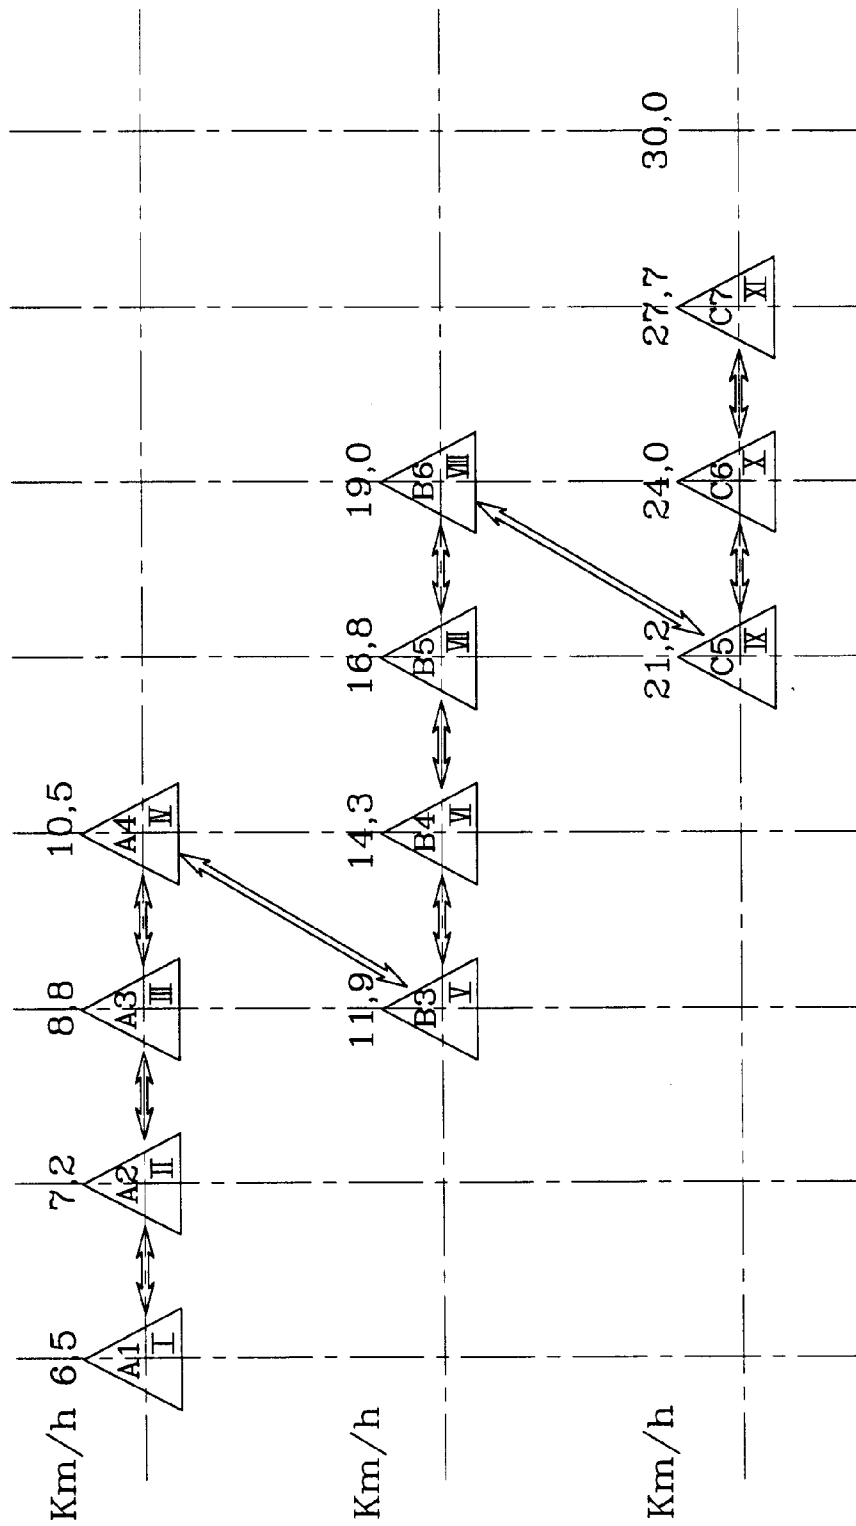 Km/h 6,5 7,2 8,8 10,5
A1 A2 A3 A4
I II III IV
Km/h 11,9 14,3 16,8 19,0
B3 B4 B5 B6
V VI VII VIII
Km/h 21,2 24,0 27,7 30,0
C5 C6 C7
IX X XI